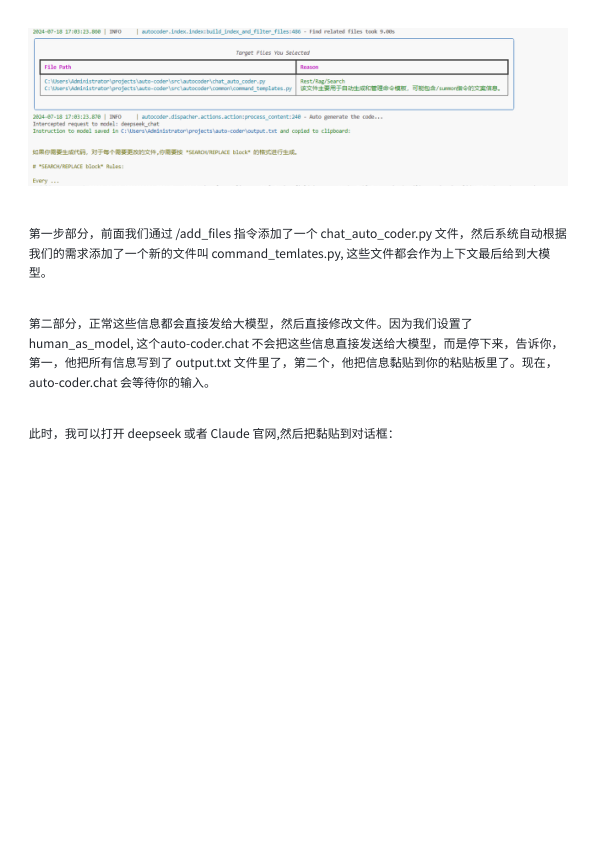 2024-07-18 17:03:23.800 | INFO | autocoder.index.index:build_index_and_filter_files:486 - Find related files took 9.00s
Target Files You Selected
File Path Reason
C:\Users\Administrator\projects\auto-coder\src\autocoder\chat_auto_coder.py Rest/Rag/Search
C:\Users\Administrator\projects\auto-coder\src\autocoder\common\command_templates.py 该文件主要用于自动生成和管理命令模板，可能包含/summon指令的文案信息。
2024-07-18 17:03:23.870 | INFO | autocoder.dispacher.actions.action:process_content:240 - Auto generate the code...
Intercepted request to model: deepseek_chat
Instruction to model saved in C:\Users\Administrator\projects\auto-coder\output.txt and copied to clipboard:
如果你需要生成代码，对于每个需要更改的文件,你需要按 *SEARCH/REPLACE block* 的格式进行生成。
# *SEARCH/REPLACE block* Rules:
Every ...
第一步部分，前面我们通过 /add_files 指令添加了一个 chat_auto_coder.py 文件，然后系统自动根据
我们的需求添加了一个新的文件叫 command_temlates.py, 这些文件都会作为上下文最后给到大模
型。
第二部分，正常这些信息都会直接发给大模型，然后直接修改文件。因为我们设置了
human_as_model, 这个auto-coder.chat 不会把这些信息直接发送给大模型，而是停下来，告诉你，
第一，他把所有信息写到了 output.txt 文件里了，第二个，他把信息黏贴到你的粘贴板里了。现在，
auto-coder.chat 会等待你的输入。
此时，我可以打开 deepseek 或者 Claude 官网,然后把黏贴到对话框：